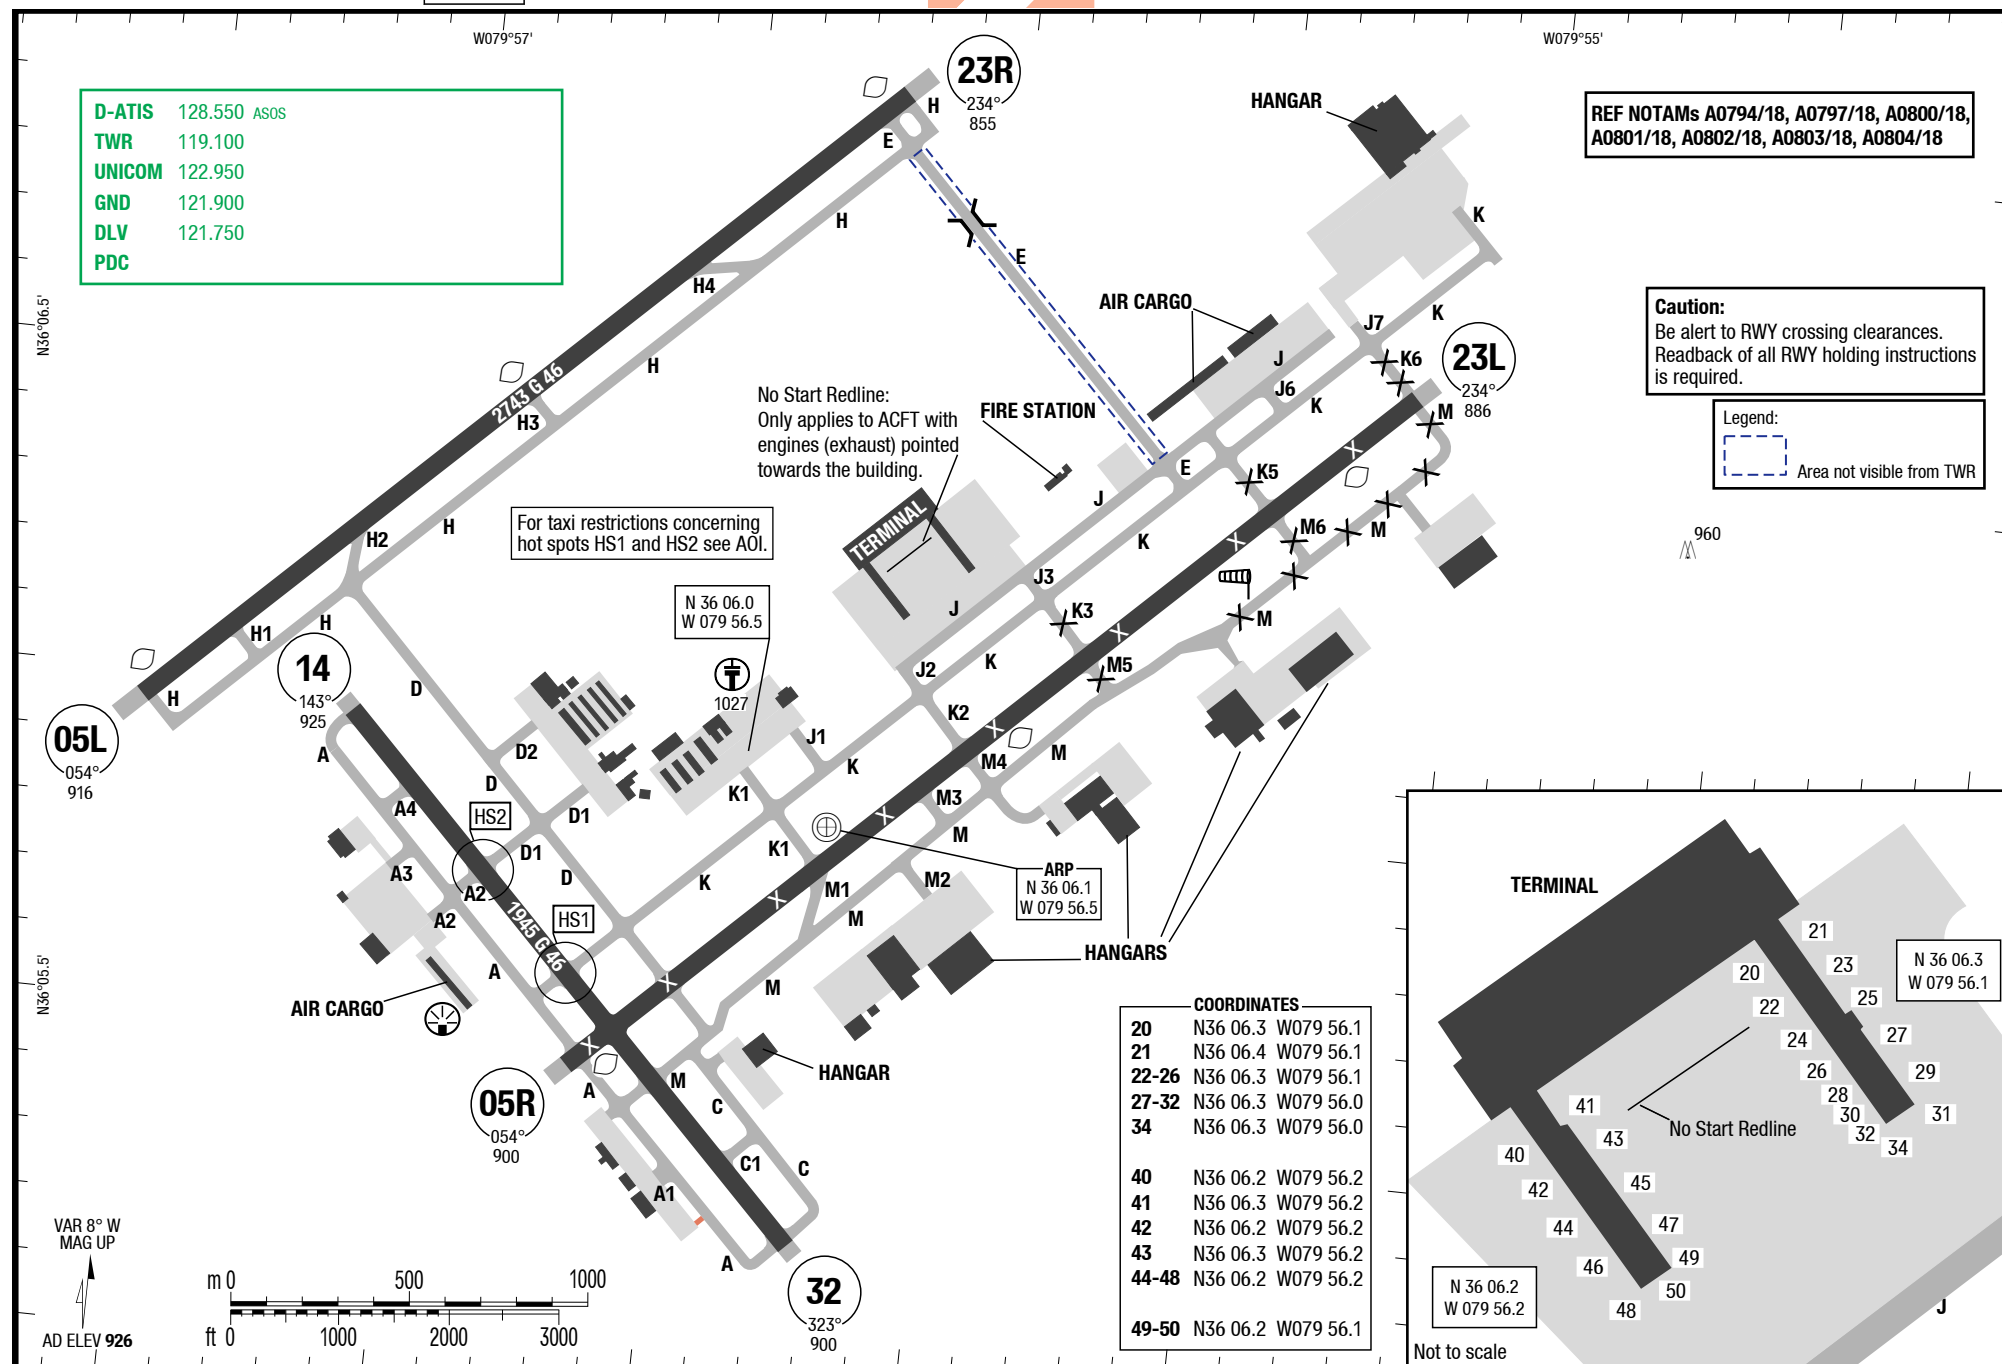 W079°57'
W079°55'
N36°06.5'
N36°05.5'
D-ATIS 128.550 ASOS
TWR 119.100
UNICOM 122.950
GND 121.900
DLV 121.750
PDC
23R
234°
855
H
E
H
E
H4
H
H3
2743 G 46
H
H2
H
H1
H
05L
054°
916
14
143°
925
HANGAR
REF NOTAMs A0794/18, A0797/18, A0800/18,
A0801/18, A0802/18, A0803/18, A0804/18
Caution:
Be alert to RWY crossing clearances.
Readback of all RWY holding instructions
is required.
Legend:
Area not visible from TWR
960
K
K
J7
K6
23L
234°
886
M
AIR CARGO
J
J6
K
No Start Redline:
Only applies to ACFT with
engines (exhaust) pointed
towards the building.
FIRE STATION
For taxi restrictions concerning
hot spots HS1 and HS2 see AOI.
TERMINAL
E
K5
J
K
M6
M
J3
K3
M
J
J2
K
M5
K2
M4
M
N 36 06.0
W 079 56.5
1027
D
D2
D
D1
J1
K
K1
K1
M3
M
A
A4
HS2
D1
A3
A2
A2
D
K
HS1
1945 G 46
A
M1
M
M2
M
ARP
N 36 06.1
W 079 56.5
HANGARS
AIR CARGO
HANGAR
05R
054°
900
A
M
C
C1
C
A1
A
32
323°
900
VAR 8° W
MAG UP
AD ELEV 926
m 0 500 1000
ft 0 1000 2000 3000
COORDINATES
20 N36 06.3 W079 56.1
21 N36 06.4 W079 56.1
22-26 N36 06.3 W079 56.1
27-32 N36 06.3 W079 56.0
34 N36 06.3 W079 56.0
40 N36 06.2 W079 56.2
41 N36 06.3 W079 56.2
42 N36 06.2 W079 56.2
43 N36 06.3 W079 56.2
44-48 N36 06.2 W079 56.2
49-50 N36 06.2 W079 56.1
TERMINAL
21
20
23
22
25
24
27
26
29
28
30
31
32
34
N 36 06.3
W 079 56.1
No Start Redline
41
43
40
42
45
44
47
46
49
50
48
N 36 06.2
W 079 56.2
J
Not to scale